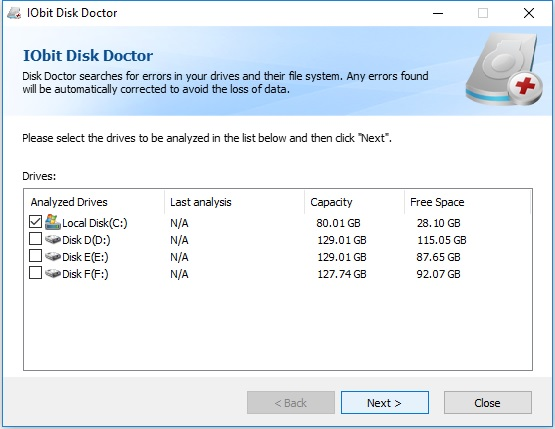 IObit Disk Doctor
IObit Disk Doctor
Disk Doctor searches for errors in your drives and their file system. Any errors found
will be automatically corrected to avoid the loss of data.
Please select the drives to be analyzed in the list below and then click "Next".
Drives:
Analyzed Drives Last analysis Capacity Free Space
Local Disk(C:) N/A 80.01 GB 28.10 GB
Disk D(D:) N/A 129.01 GB 115.05 GB
Disk E(E:) N/A 129.01 GB 87.65 GB
Disk F(F:) N/A 127.74 GB 92.07 GB
< Back Next > Close